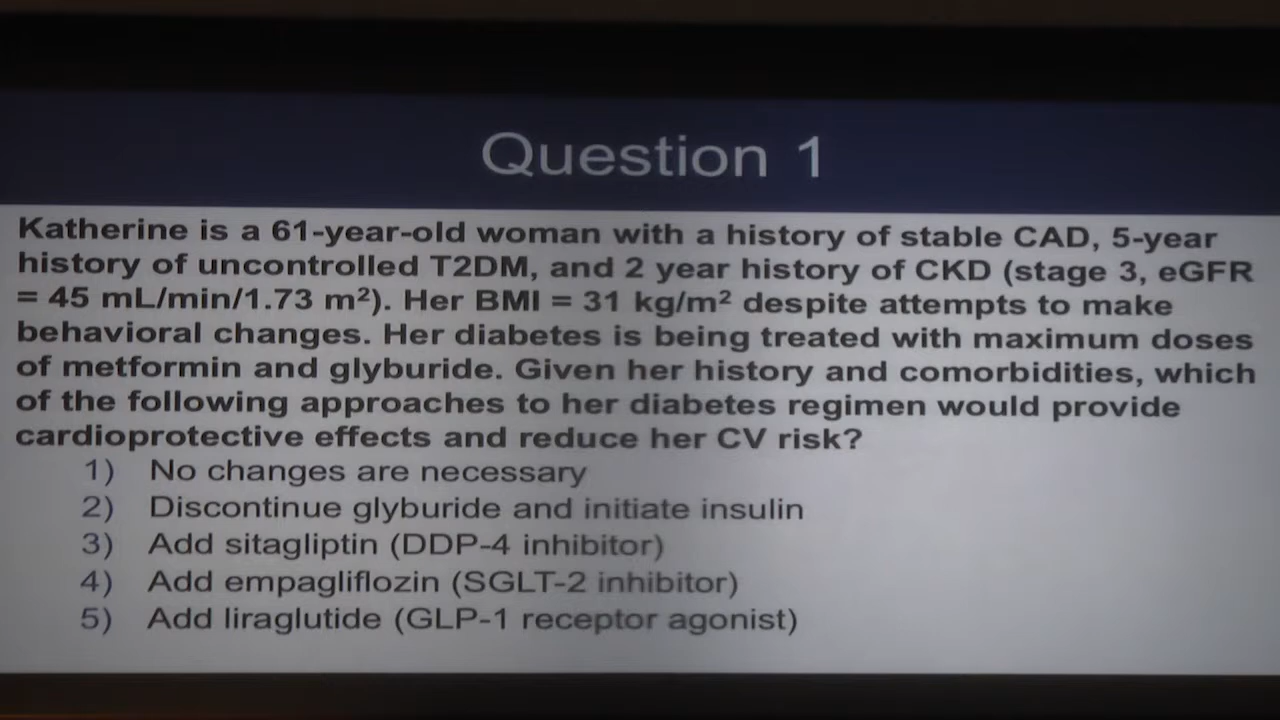 Question 1
Katherine is a 61-year-old woman with a history of stable CAD, 5-year
history of uncontrolled T2DM, and 2 year history of CKD (stage 3, eGFR
= 45 mL/min/1.73 m²). Her BMI = 31 kg/m² despite attempts to make
behavioral changes. Her diabetes is being treated with maximum doses
of metformin and glyburide. Given her history and comorbidities, which
of the following approaches to her diabetes regimen would provide
cardioprotective effects and reduce her CV risk?
1) No changes are necessary
2) Discontinue glyburide and initiate insulin
3) Add sitagliptin (DDP-4 inhibitor)
4) Add empagliflozin (SGLT-2 inhibitor)
5) Add liraglutide (GLP-1 receptor agonist)